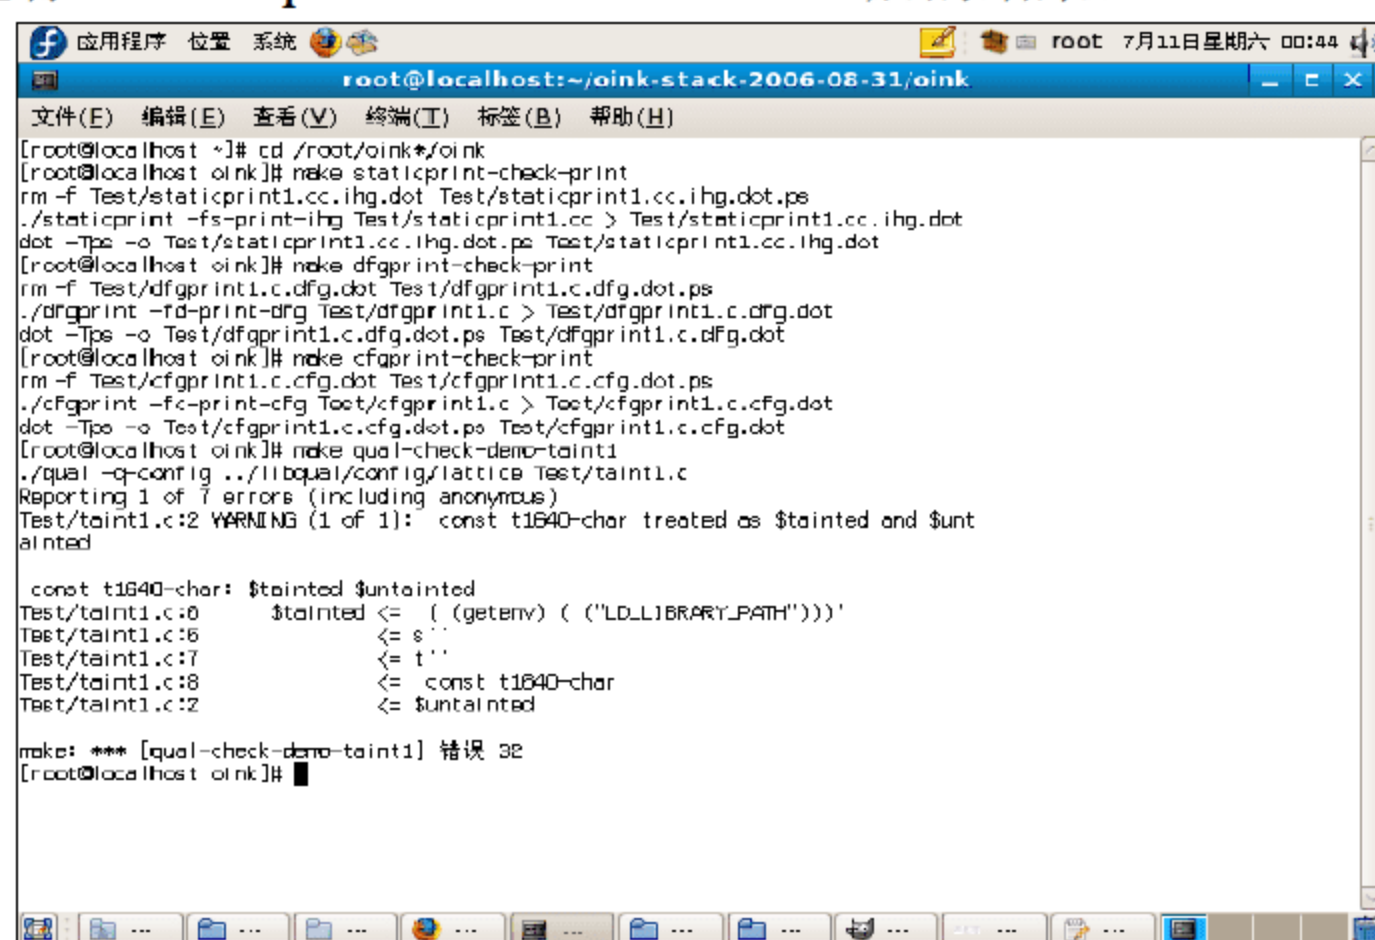 应用程序 位置 系统 root 7月11日星期六 00:44
root@localhost:~/oink-stack-2006-08-31/oink
文件(F) 编辑(E) 查看(V) 终端(T) 标签(B) 帮助(H)
[root@localhost ~]# cd /root/oink*/oink
[root@localhost oink]# make staticprint-check-print
rm -f Test/staticprint1.cc.ihg.dot Test/staticprint1.cc.ihg.dot.ps
./staticprint -fs-print-ihg Test/staticprint1.cc > Test/staticprint1.cc.ihg.dot
dot -Tps -o Test/staticprint1.cc.ihg.dot.ps Test/staticprint1.cc.ihg.dot
[root@localhost oink]# make dfgprint-check-print
rm -f Test/dfgprint1.c.dfg.dot Test/dfgprint1.c.dfg.dot.ps
./dfgprint -fd-print-dfg Test/dfgprint1.c > Test/dfgprint1.c.dfg.dot
dot -Tps -o Test/dfgprint1.c.dfg.dot.ps Test/dfgprint1.c.dfg.dot
[root@localhost oink]# make cfgprint-check-print
rm -f Test/cfgprint1.c.cfg.dot Test/cfgprint1.c.cfg.dot.ps
./cfgprint -fc-print-cfg Test/cfgprint1.c > Test/cfgprint1.c.cfg.dot
dot -Tps -o Test/cfgprint1.c.cfg.dot.ps Test/cfgprint1.c.cfg.dot
[root@localhost oink]# make qual-check-demo-taint1
./qual -q-config ../libqual/config/lattice Test/taint1.c
Reporting 1 of 7 errors (including anonymous)
Test/taint1.c:2 WARNING (1 of 1):  const t1640-char treated as $tainted and $unt
ainted
const t1640-char: $tainted $untainted
Test/taint1.c:6 $tainted <=  ( (getenv) ( ("LD_LIBRARY_PATH")))'
Test/taint1.c:6 <= s''
Test/taint1.c:7 <= t''
Test/taint1.c:8 <=  const t1640-char
Test/taint1.c:2 <= $untainted
make: *** [qual-check-demo-taint1] 错误 32
[root@localhost oink]#